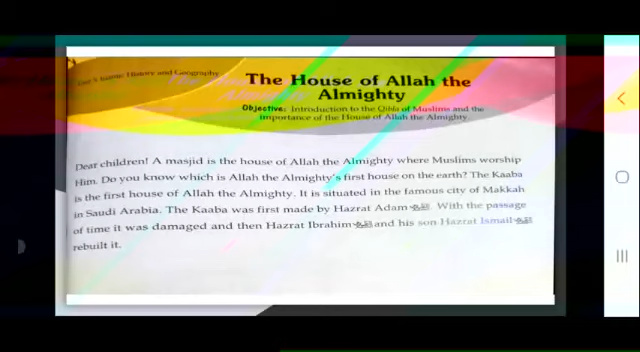 History and Geography
The House of Allah the
Almighty
Objective: Introduction to the Qibla of Muslims and the
importance of the House of Allah the Almighty
Dear children! A masjid is the house of Allah the Almighty where Muslims worship
Him. Do you know which is Allah the Almighty's first house on the earth? The Kaaba
is the first house of Allah the Almighty. It is situated in the famous city of Makkah
in Saudi Arabia. The Kaaba was first made by Hazrat Adam. With the passage
of time it was damaged and then Hazrat Ibrahim and his son Hazrat Ismail
rebuilt it.